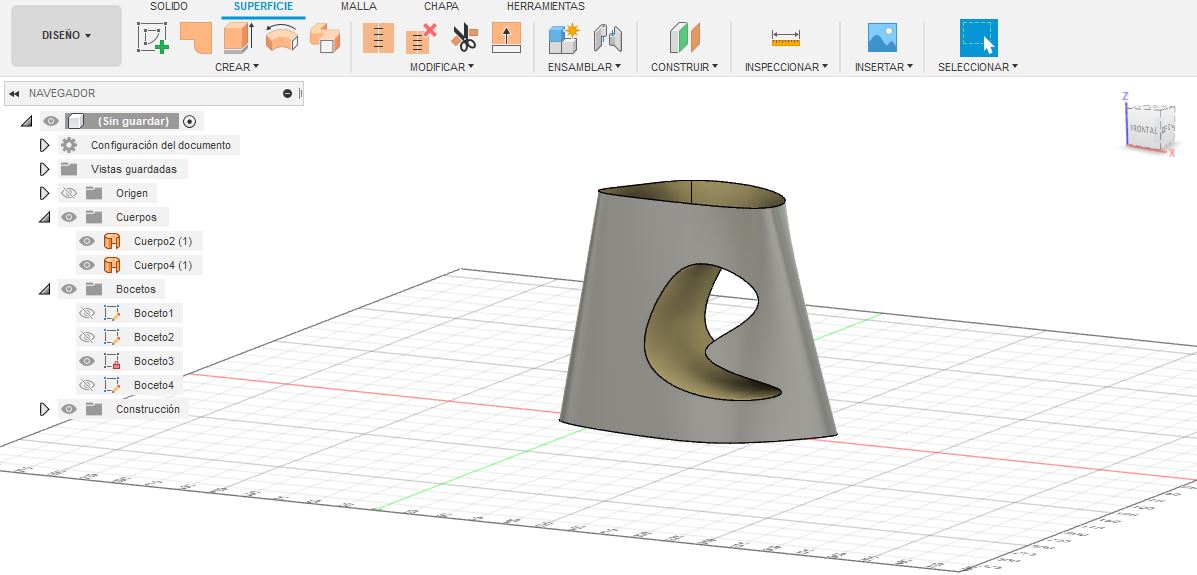 SOLIDO SUPERFICIE MALLA CHAPA HERRAMIENTAS
DISEÑO
CREAR MODIFICAR ENSAMBLAR CONSTRUIR INSPECCIONAR INSERTAR SELECCIONAR
NAVEGADOR
(Sin guardar)
Configuración del documento
Vistas guardadas
Origen
Cuerpos
Cuerpo2 (1)
Cuerpo4 (1)
Bocetos
Boceto1
Boceto2
Boceto3
Boceto4
Construcción
Z
FRONTAL
X